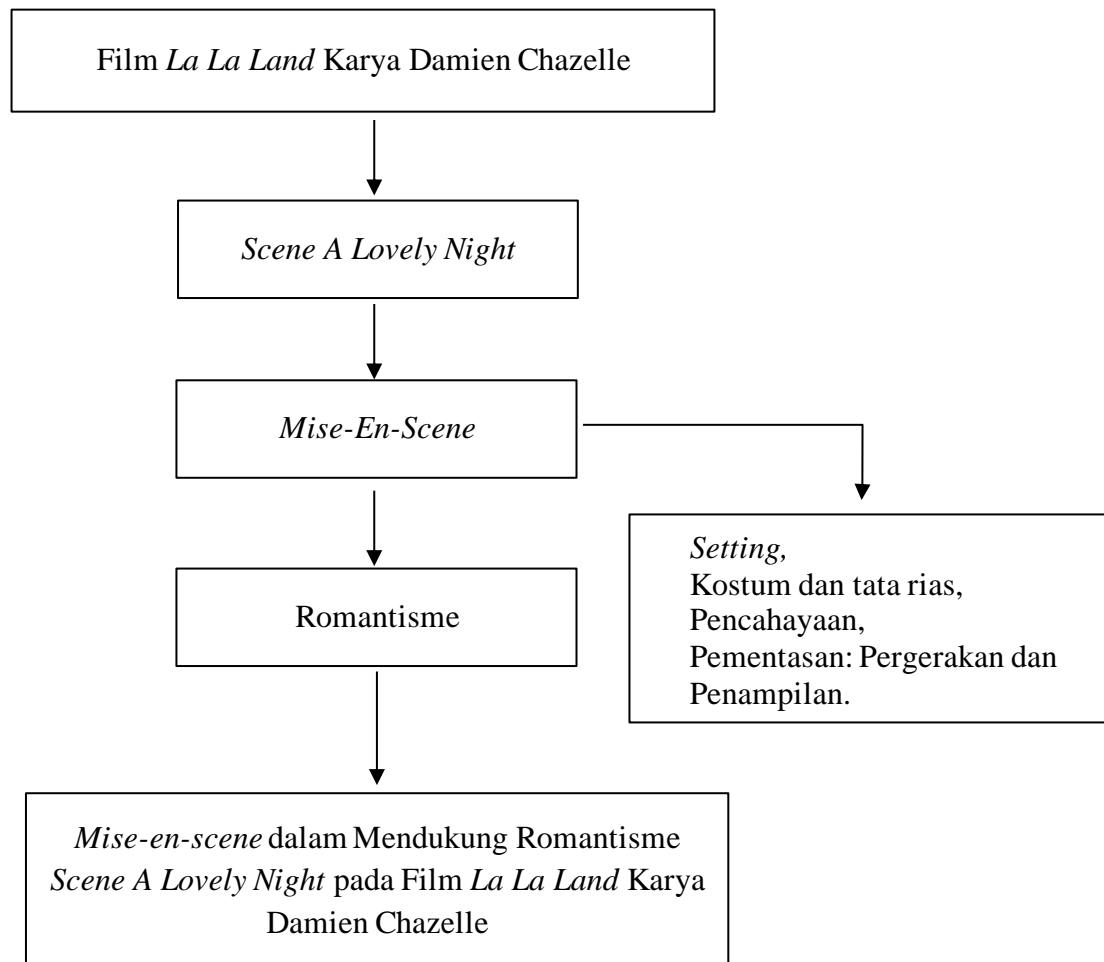 Film La La Land Karya Damien Chazelle
Scene A Lovely Night
Mise-En-Scene
Setting,
Kostum dan tata rias,
Pencahayaan,
Pementasan: Pergerakan dan
Penampilan.
Romantisme
Mise-en-scene dalam Mendukung Romantisme
Scene A Lovely Night pada Film La La Land Karya
Damien Chazelle